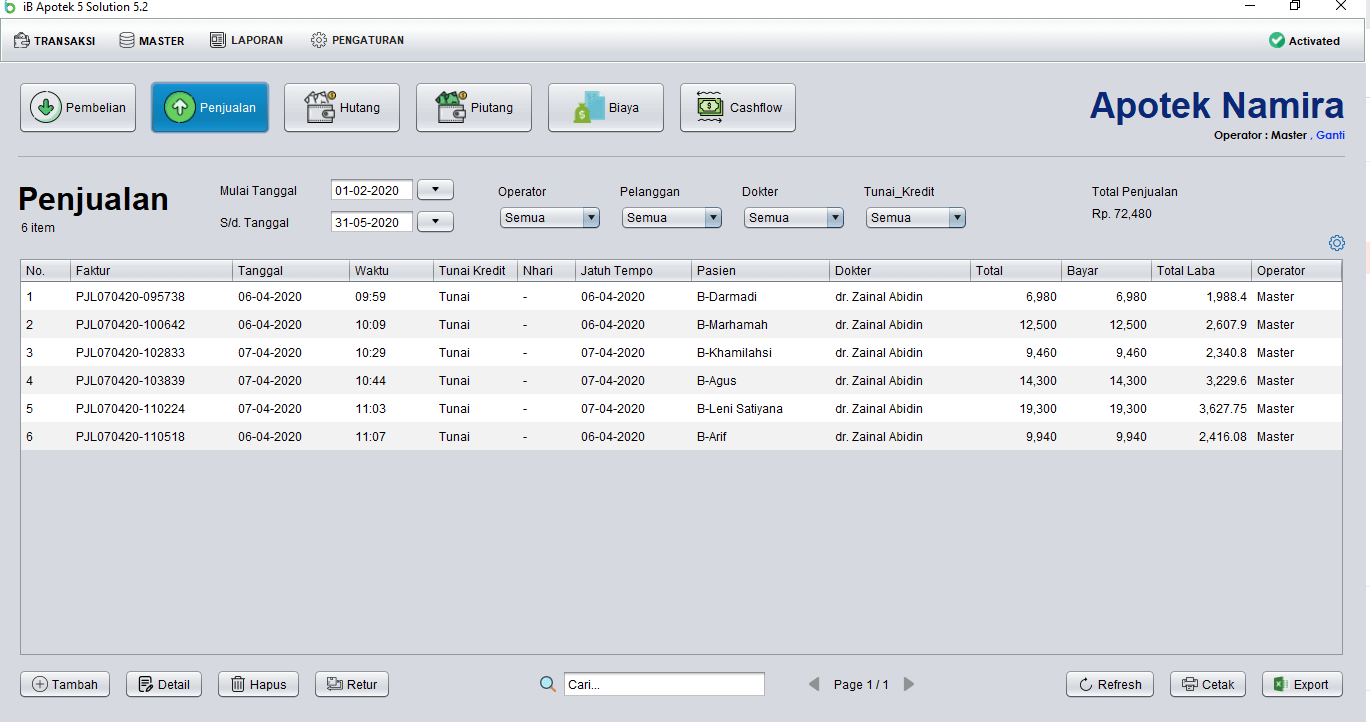 iB Apotek 5 Solution 5.2
TRANSAKSI MASTER LAPORAN PENGATURAN Activated
Pembelian Penjualan Hutang Piutang Biaya Cashflow
Apotek Namira
Operator : Master , Ganti
Penjualan
6 item
Mulai Tanggal 01-02-2020
S/d. Tanggal 31-05-2020
Operator Pelanggan Dokter Tunai_Kredit
Semua Semua Semua Semua
Total Penjualan
Rp. 72,480
No. Faktur Tanggal Waktu Tunai Kredit Nhari Jatuh Tempo Pasien Dokter Total Bayar Total Laba Operator
1 PJL070420-095738 06-04-2020 09:59 Tunai - 06-04-2020 B-Darmadi dr. Zainal Abidin 6,980 6,980 1,988.4 Master
2 PJL070420-100642 06-04-2020 10:09 Tunai - 06-04-2020 B-Marhamah dr. Zainal Abidin 12,500 12,500 2,607.9 Master
3 PJL070420-102833 07-04-2020 10:29 Tunai - 07-04-2020 B-Khamilahsi dr. Zainal Abidin 9,460 9,460 2,340.8 Master
4 PJL070420-103839 07-04-2020 10:44 Tunai - 07-04-2020 B-Agus dr. Zainal Abidin 14,300 14,300 3,229.6 Master
5 PJL070420-110224 07-04-2020 11:03 Tunai - 07-04-2020 B-Leni Satiyana dr. Zainal Abidin 19,300 19,300 3,627.75 Master
6 PJL070420-110518 06-04-2020 11:07 Tunai - 06-04-2020 B-Arif dr. Zainal Abidin 9,940 9,940 2,416.08 Master
Tambah Detail Hapus Retur Cari... Page 1 / 1 Refresh Cetak Export